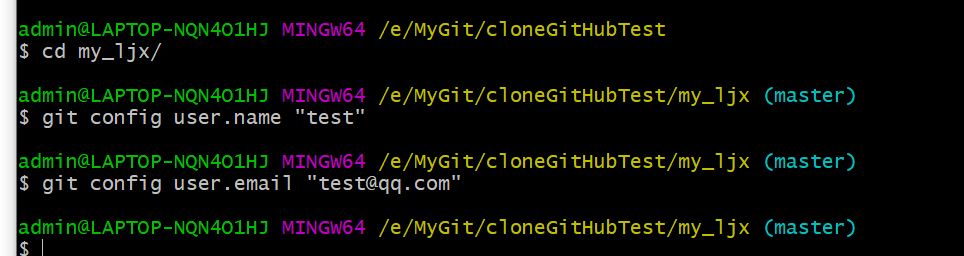 admin@LAPTOP-NQN4O1HJ MINGW64 /e/MyGit/cloneGitHubTest
$ cd my_ljx/
admin@LAPTOP-NQN4O1HJ MINGW64 /e/MyGit/cloneGitHubTest/my_ljx (master)
$ git config user.name "test"
admin@LAPTOP-NQN4O1HJ MINGW64 /e/MyGit/cloneGitHubTest/my_ljx (master)
$ git config user.email "test@qq.com"
admin@LAPTOP-NQN4O1HJ MINGW64 /e/MyGit/cloneGitHubTest/my_ljx (master)
$